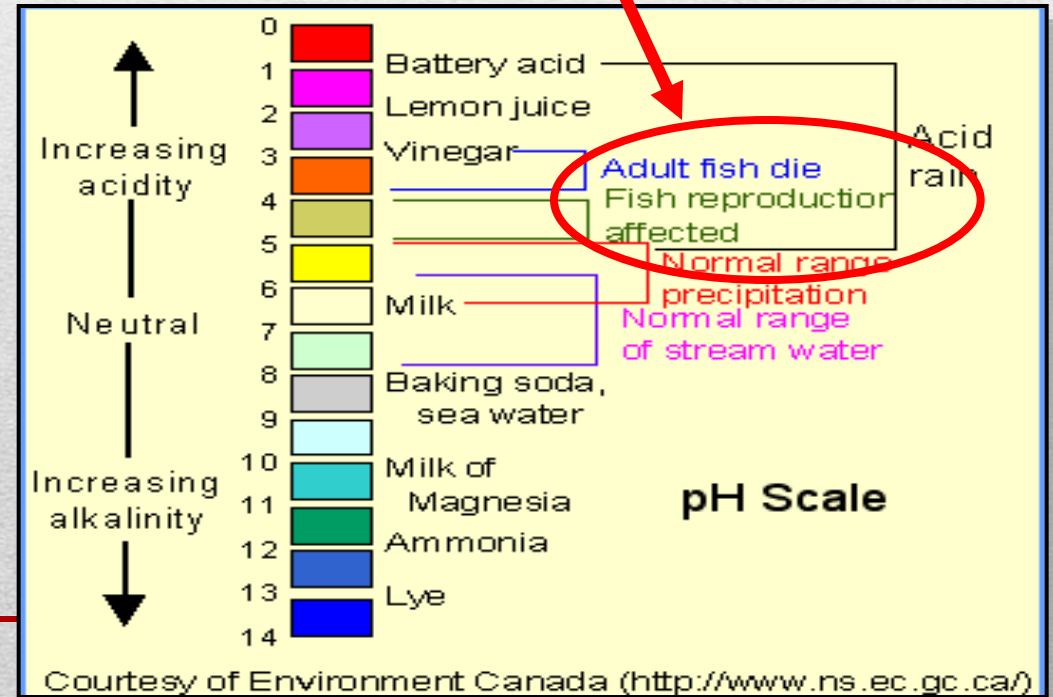 0
1
2
3
4
5
6
7
8
9
10
11
12
13
14
Increasing
acidity
Neutral
Increasing
alkalinity
Battery acid
Lemon juice
Vinegar
Milk
Baking soda,
sea water
Milk of
Magnesia
Ammonia
Lye
Adult fish die
Fish reproduction
affected
Normal range
precipitation
Normal range
of stream water
Acid
rain
pH Scale
Courtesy of Environment Canada (http://www.ns.ec.gc.ca/)